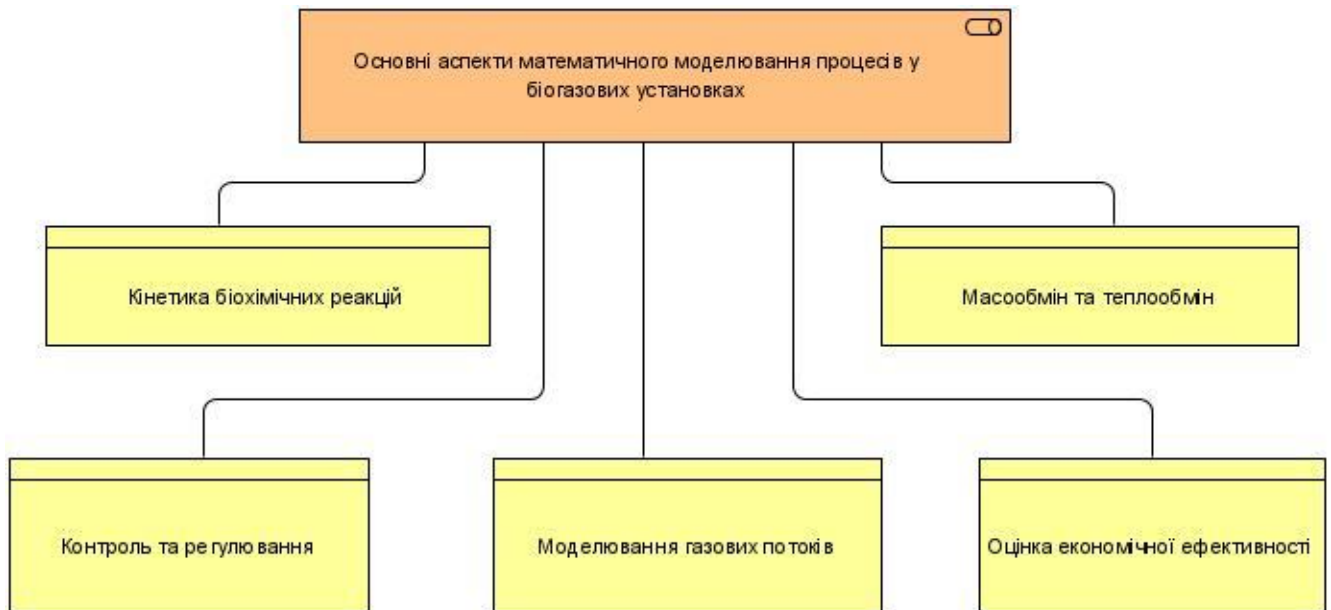 Основні аспекти математичного моделювання процесів у
біогазових установках
Кінетика біохімічних реакцій
Масообмін та теплообмін
Контроль та регулювання
Моделювання газових потоків
Оцінка економічної ефективності